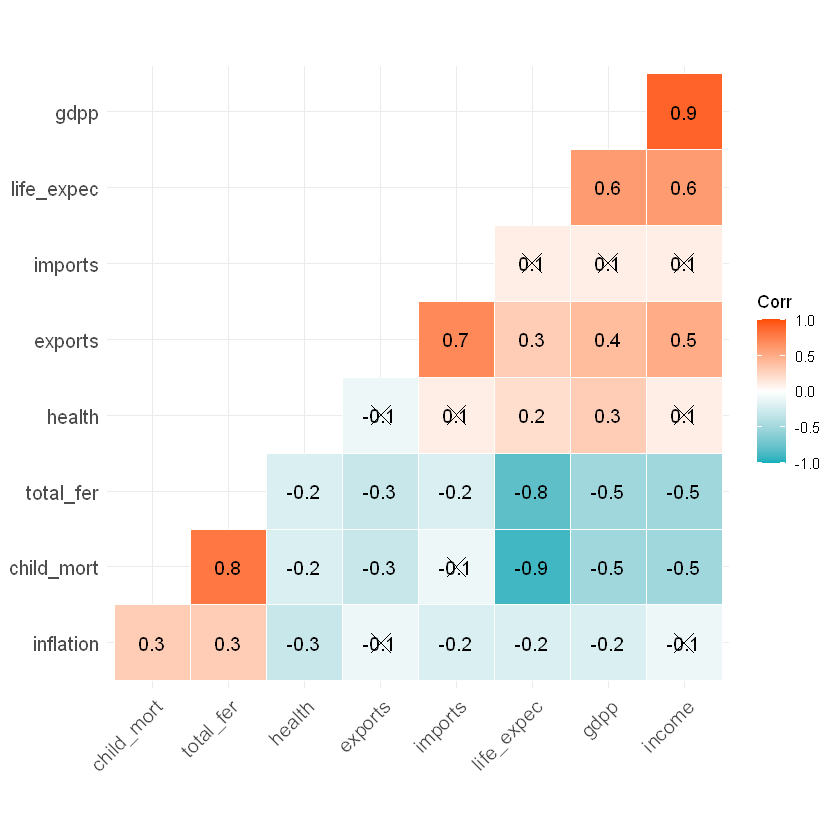 gdpp 0.9
life_expec 0.6 0.6
imports 0.1 0.1 0.1
exports 0.7 0.3 0.4 0.5
health -0.1 0.1 0.2 0.3 0.1
total_fer -0.2 -0.3 -0.2 -0.8 -0.5 -0.5
child_mort 0.8 -0.2 -0.3 -0.1 -0.9 -0.5 -0.5
inflation 0.3 0.3 -0.3 -0.1 -0.2 -0.2 -0.2 -0.1
child_mort total_fer health exports imports life_expec gdpp income
Corr
1.0
0.5
0.0
-0.5
-1.0